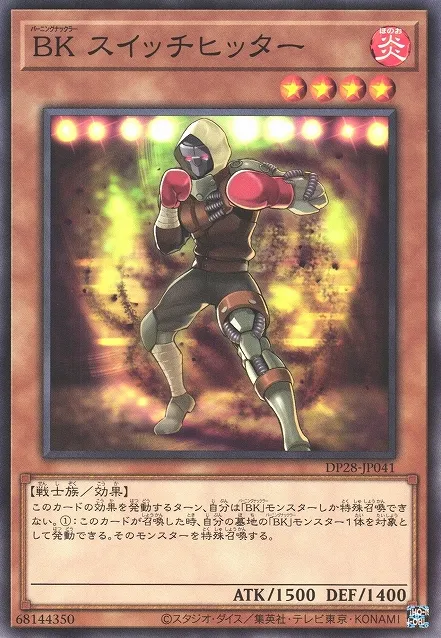 バーニングナックラー
BK スイッチヒッター
ほのお
炎
DP28-JP041
【戦士族／効果】
このカードの効果を発動するターン、自分は「BK」モンスターしか特殊召喚でき
ない。①：このカードが召喚した時、自分の墓地の「BK」モンスター1体を対象と
して発動できる。そのモンスターを特殊召喚する。
ATK/1500 DEF/1400
68144350
©スタジオ・ダイス／集英社・テレビ東京・KONAMI